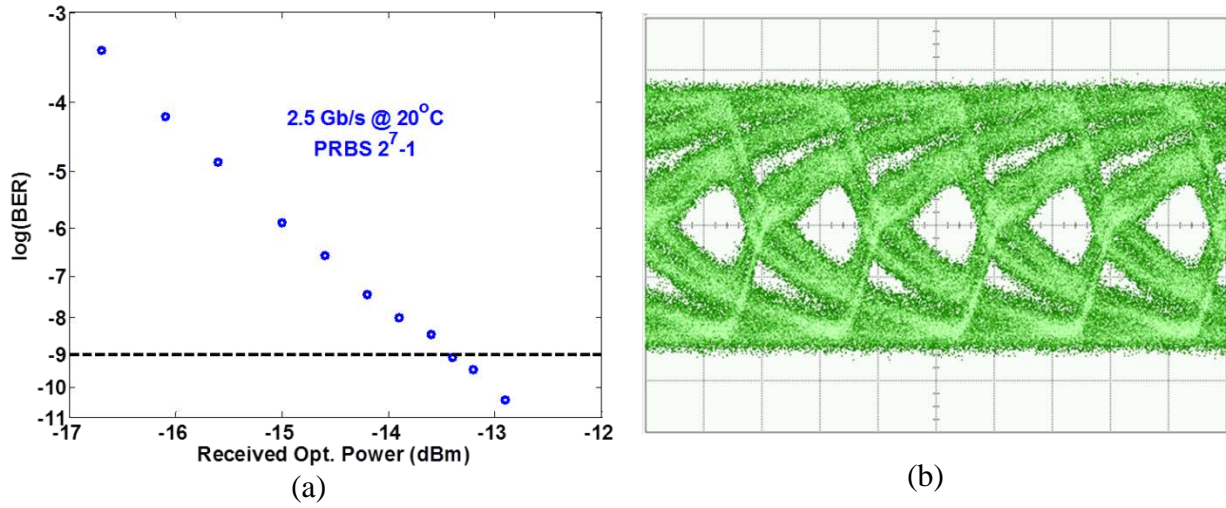 -3
-4
-5
-6
-7
-8
-9
-10
-11
log(BER)
2.5 Gb/s @ 20°C
PRBS 2⁷-1
-17 -16 -15 -14 -13 -12
Received Opt. Power (dBm)
(a)
(b)